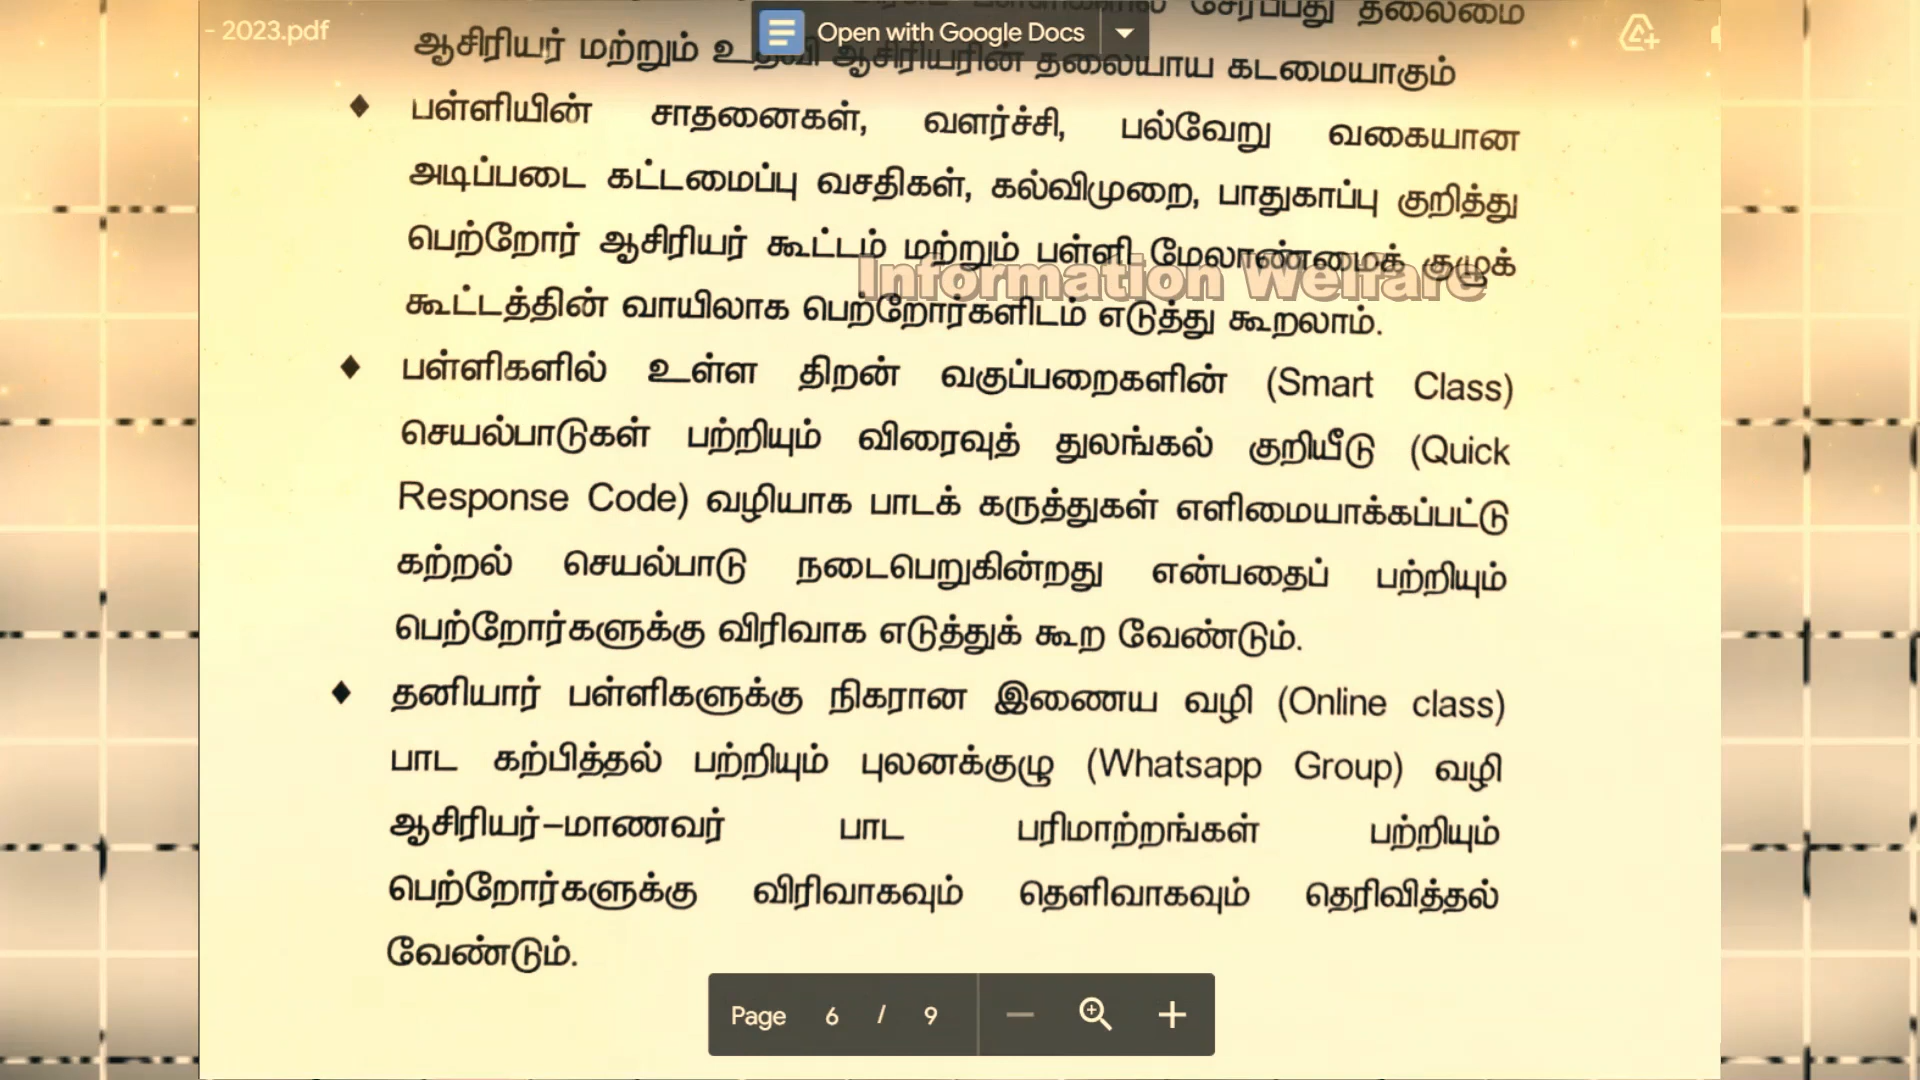 - 2023.pdf
Open with Google Docs
சேர்ப்பது தலைமை
ஆசிரியர் மற்றும் உதவி ஆசிரியரின் தலையாய கடமையாகும்
♦ பள்ளியின் சாதனைகள், வளர்ச்சி, பல்வேறு வகையான
அடிப்படை கட்டமைப்பு வசதிகள், கல்விமுறை, பாதுகாப்பு குறித்து
பெற்றோர் ஆசிரியர் கூட்டம் மற்றும் பள்ளி மேலாண்மைக் குழுக்
Information Welfare
கூட்டத்தின் வாயிலாக பெற்றோர்களிடம் எடுத்து கூறலாம்.
♦ பள்ளிகளில் உள்ள திறன் வகுப்பறைகளின் (Smart Class)
செயல்பாடுகள் பற்றியும் விரைவுத் துலங்கல் குறியீடு (Quick
Response Code) வழியாக பாடக் கருத்துகள் எளிமையாக்கப்பட்டு
கற்றல் செயல்பாடு நடைபெறுகின்றது என்பதைப் பற்றியும்
பெற்றோர்களுக்கு விரிவாக எடுத்துக் கூற வேண்டும்.
♦ தனியார் பள்ளிகளுக்கு நிகரான இணைய வழி (Online class)
பாட கற்பித்தல் பற்றியும் புலனக்குழு (Whatsapp Group) வழி
ஆசிரியர்–மாணவர் பாட பரிமாற்றங்கள் பற்றியும்
பெற்றோர்களுக்கு விரிவாகவும் தெளிவாகவும் தெரிவித்தல்
வேண்டும்.
Page 6 / 9